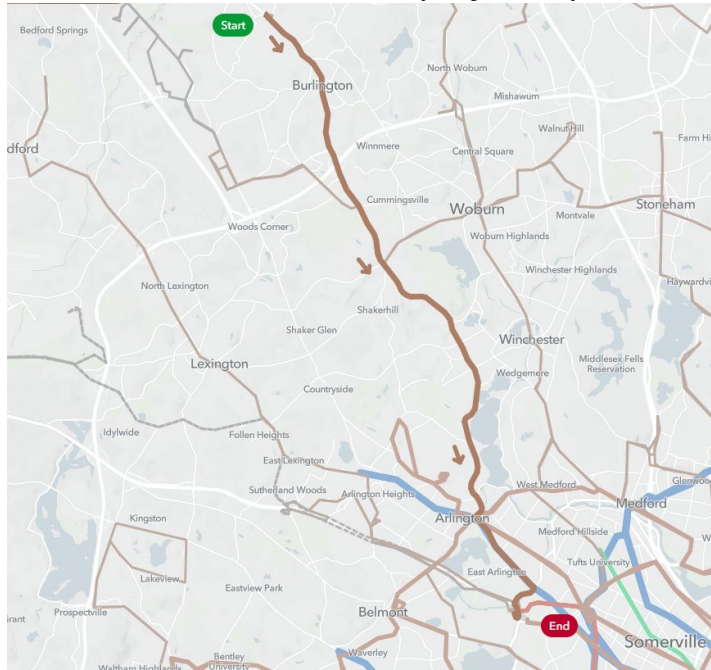 Start
Bedford Springs
North Woburn
Burlington
Mishawum
Walnut Hill
Farm Hi
dford
Winnmere
Central Square
Cummingsville
Woburn
Stoneham
Montvale
Woods Corner
Woburn Highlands
Winchester Highlands
Haywardvi
North Lexington
Shakerhill
Shaker Glen
Winchester
Middlesex Fells
Reservation
Lexington
Wedgemere
Countryside
Idylwide
Follen Heights
East Lexington
Sutherland Woods
Arlington Heights
West Medford
Glenwoo
Medford
Kingston
Arlington
Medford Hillside
W
Tufts University
Lakeview
East Arlington
Eastview Park
Grant
Prospectville
Belmont
End
Somerville
Waverley
Bentley
University
Waltham Highlands